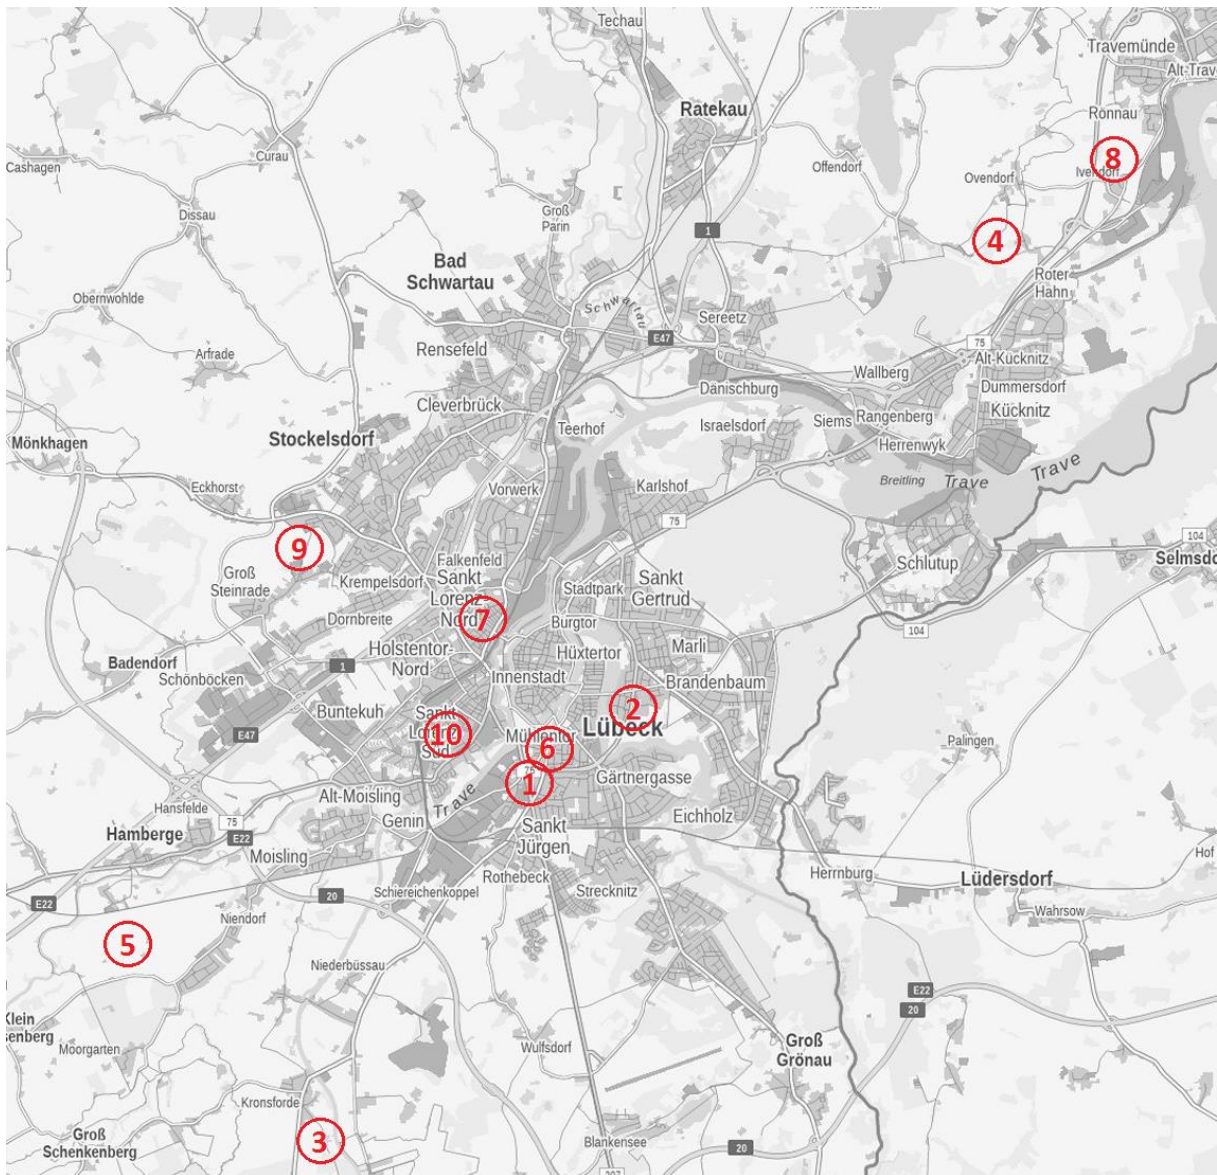 Techau
Travemünde
Alt-Trave
Ratekau
Ronnau
Curau
Cashagen
Offendorf
8
Ivendorf
Ovendorf
Dissau
Groß
Parin
1
4
Bad
Schwartau
Roter
Hahn
Obernwohlde
Schwartau
Sereetz
E47
75
Rensefeld
Arfrade
Alt-Kücknitz
Wallberg
Dänischburg
Dummersdorf
Cleverbrück
Kücknitz
Rangenberg
Siems
Israelsdorf
Teerhof
Stockelsdorf
Mönkhagen
Herrenwyk
Trave
Breitling
Trave
Eckhorst
Vorwerk
Karlshof
75
104
9
Falkenfeld
Selmsdo
Schlutup
Groß
Steinrade
Krempelsdorf
Sankt
Lorenz-
Nord
Stadtpark
Sankt
Gertrud
7
Dornbreite
Burgtor
104
Holstentor-
Nord
Hüxtertor
Marli
Badendorf
1
Schönböcken
Innenstadt
Brandenbaum
Buntekuh
2
Sankt
Lorenz
Süd
10
Lübeck
E47
Mühlentor
6
Palingen
75
1
Gärtnergasse
Alt-Moisling
Trave
Hansfelde
75
Genin
Eichholz
Hamberge
E22
Sankt
Jürgen
Moisling
Hof
Rothebeck
Herrnburg
Lüdersdorf
Schiereichenkoppel
Strecknitz
20
E22
Niendorf
Wahrsow
5
Niederbüssau
E22
20
Klein
senberg
Moorgarten
Wulfsdorf
Groß
Grönau
Kronsforde
Groß
Schenkenberg
3
Blankensee
20
207